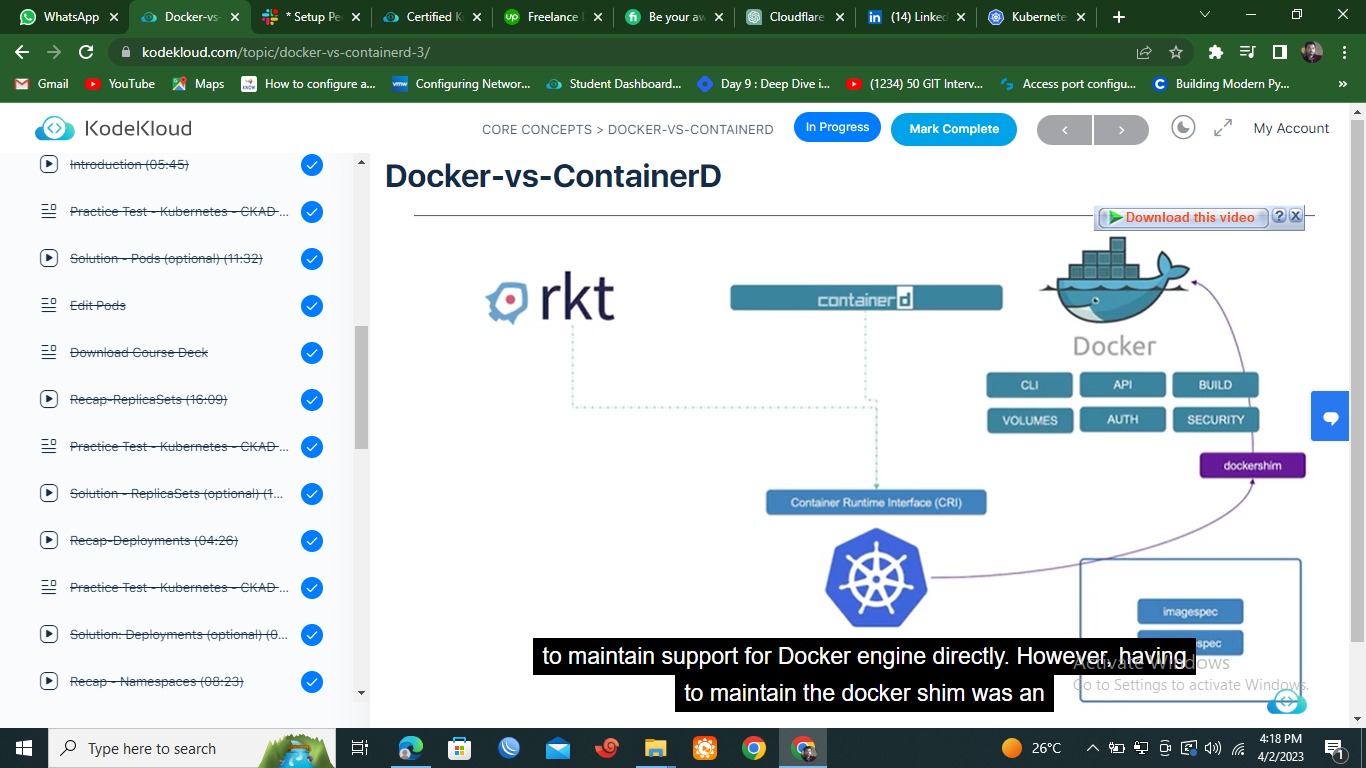 WhatsApp
Docker-vs-
* Setup Pe
Certified K
Freelance
Be your
Cloudflare
(14) Linked
Kubernete
kodekloud.com/topic/docker-vs-containerd-3/
Gmail
YouTube
Maps
How to configure a...
Configuring Networ...
Student Dashboard...
Day 9 : Deep Dive i...
(1234) 50 GIT Interv...
Access port configu...
Building Modern Py...
»
KodeKloud
CORE CONCEPTS > DOCKER-VS-CONTAINERD
In Progress
Mark Complete
<
>
My Account
Introduction (05:45)
Practice Test - Kubernetes - CKAD ...
Solution - Pods (optional) (11:32)
Edit Pods
Download Course Deck
Recap-ReplicaSets (16:09)
Practice Test - Kubernetes - CKAD ...
Solution - ReplicaSets (optional) (1...
Recap-Deployments (04:26)
Practice Test - Kubernetes - CKAD ...
Solution: Deployments (optional) (0...
Recap - Namespaces (08:23)
Docker-vs-ContainerD
Download this video
? X
rkt
containerd
Docker
CLI
API
BUILD
VOLUMES
AUTH
SECURITY
dockershim
Container Runtime Interface (CRI)
imagespec
spec
to maintain support for Docker engine directly. However, having
to maintain the docker shim was an
Activate Windows
Go to Settings to activate Windows.
Type here to search
26°C
4:18 PM
4/2/2023
1